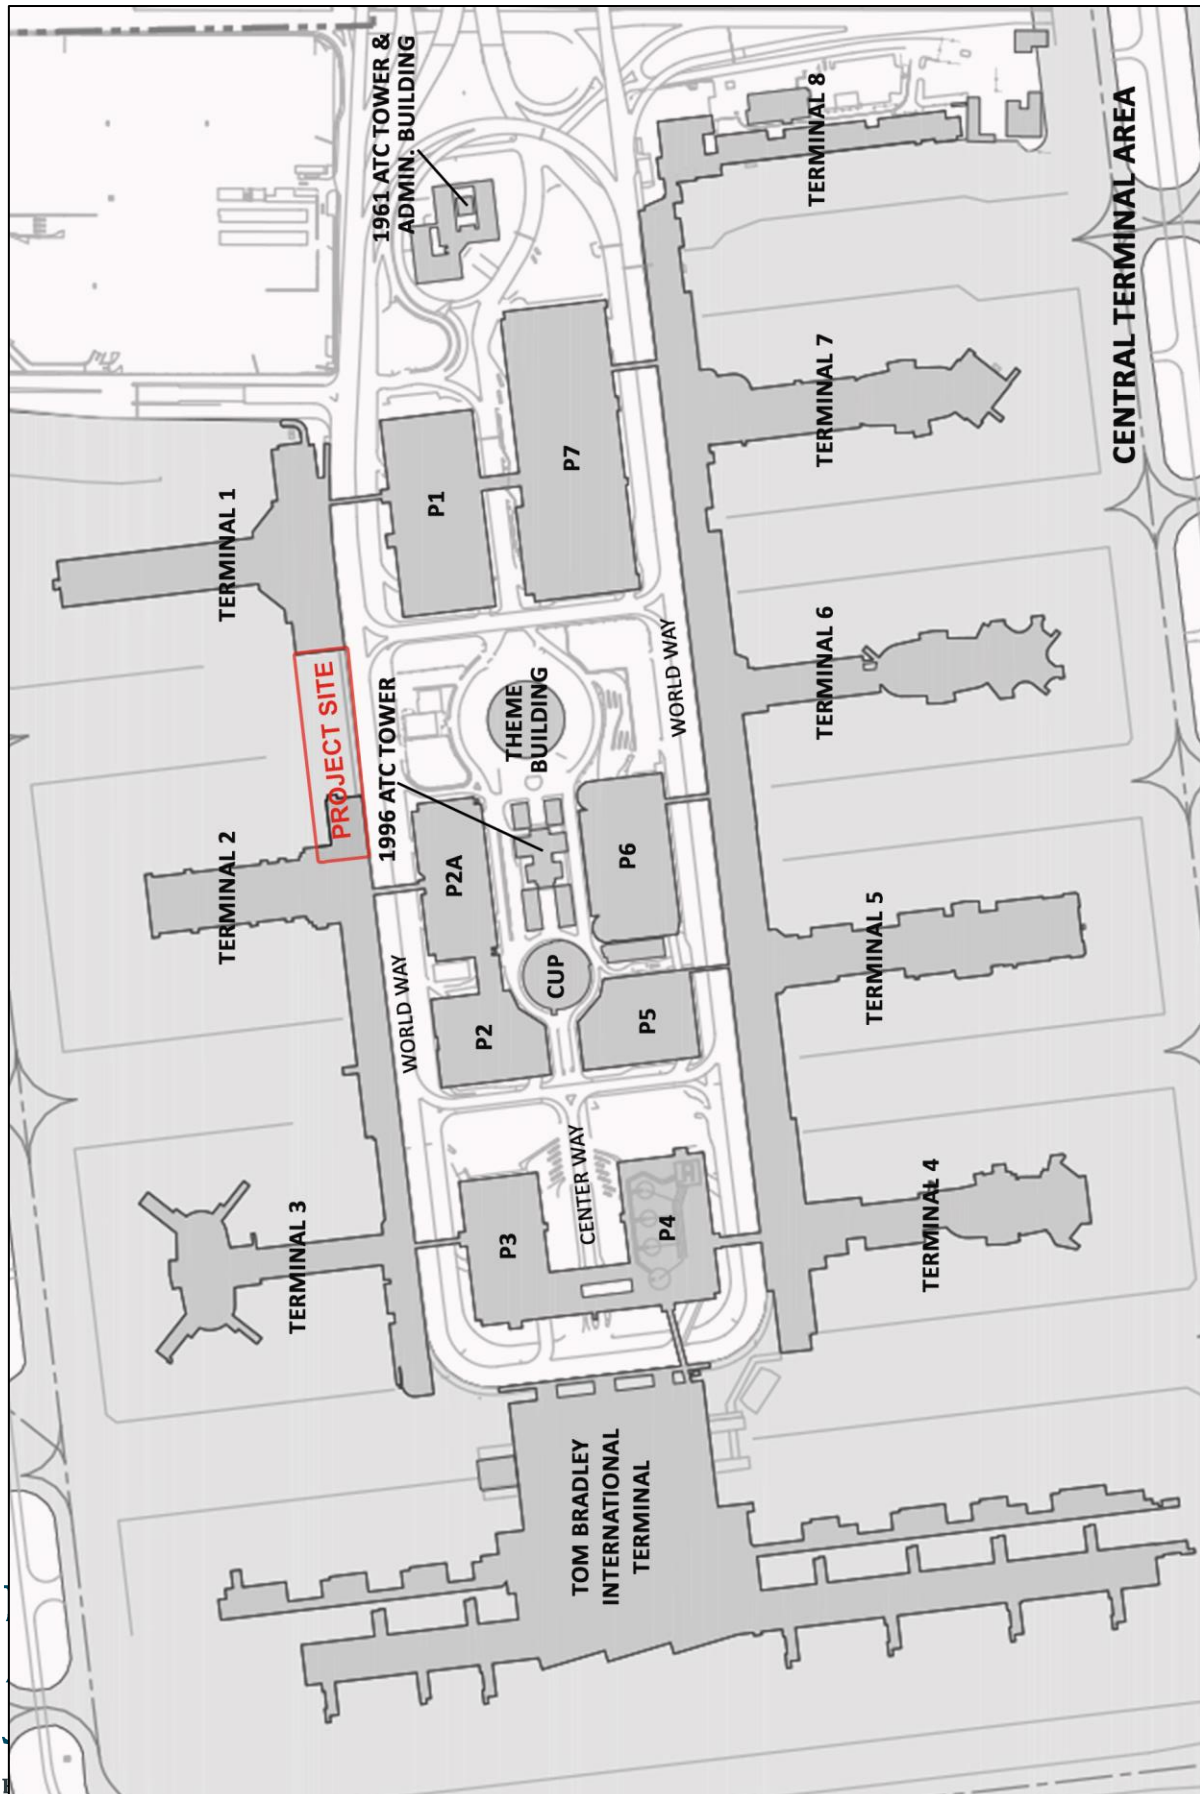 1961 ATC TOWER &
ADMIN. BUILDING
TERMINAL 8
CENTRAL TERMINAL AREA
TERMINAL 1
P1
P7
TERMINAL 7
PROJECT SITE
1996 ATC TOWER
THEME
BUILDING
WORLD WAY
TERMINAL 6
TERMINAL 2
P2A
P6
WORLD WAY
P2
CUP
P5
TERMINAL 5
TERMINAL 3
P3
CENTER WAY
P4
TERMINAL 4
TOM BRADLEY
INTERNATIONAL
TERMINAL